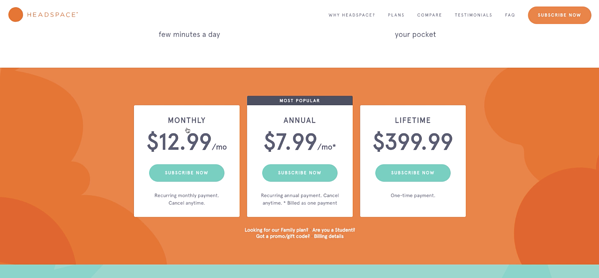 HEADSPACE
WHY HEADSPACE? PLANS COMPARE TESTIMONIALS FAQ SUBSCRIBE NOW
few minutes a day
your pocket
MOST POPULAR
MONTHLY
$12.99/mo
SUBSCRIBE NOW
Recurring monthly payment.
Cancel anytime.
ANNUAL
$7.99/mo*
SUBSCRIBE NOW
Recurring annual payment. Cancel
anytime. * Billed as one payment
LIFETIME
$399.99
SUBSCRIBE NOW
One-time payment.
Looking for our Family plan? Are you a Student?
Got a promo/gift code? Billing details